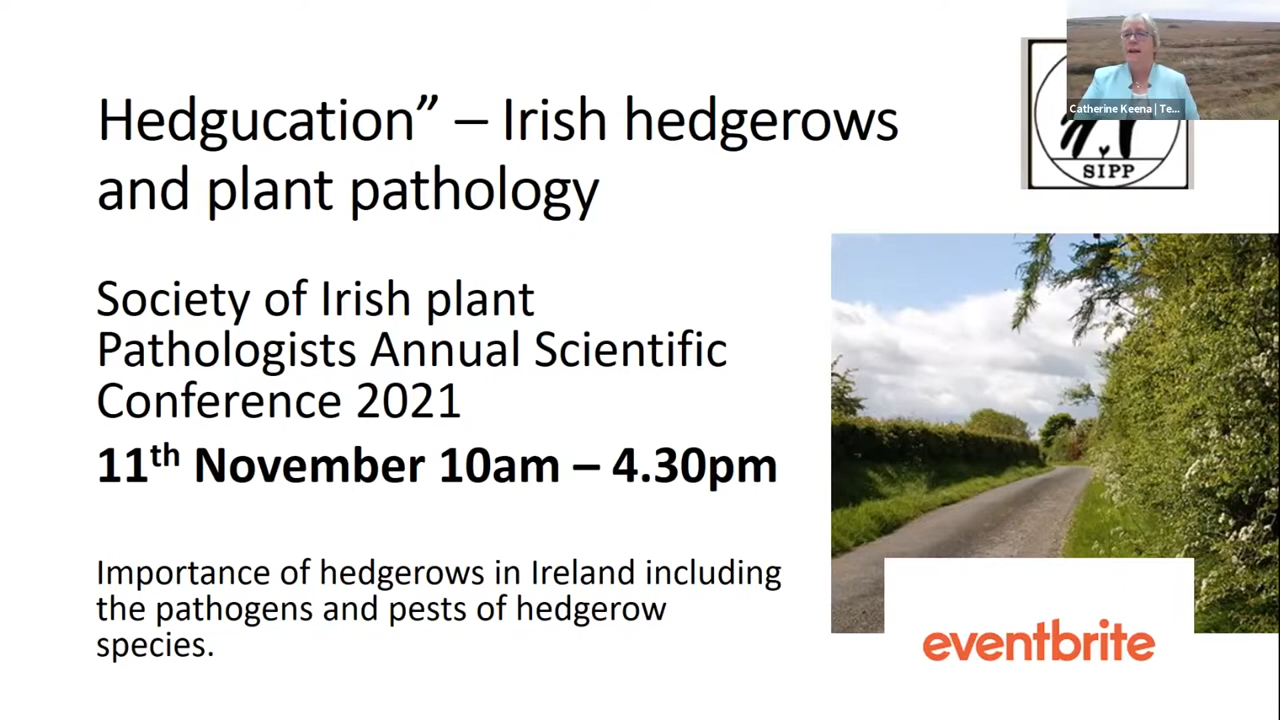 Hedgucation” – Irish hedgerows
and plant pathology
Society of Irish plant
Pathologists Annual Scientific
Conference 2021
11th November 10am – 4.30pm
Importance of hedgerows in Ireland including
the pathogens and pests of hedgerow
species.
Catherine Keena | Te...
SIPP
eventbrite